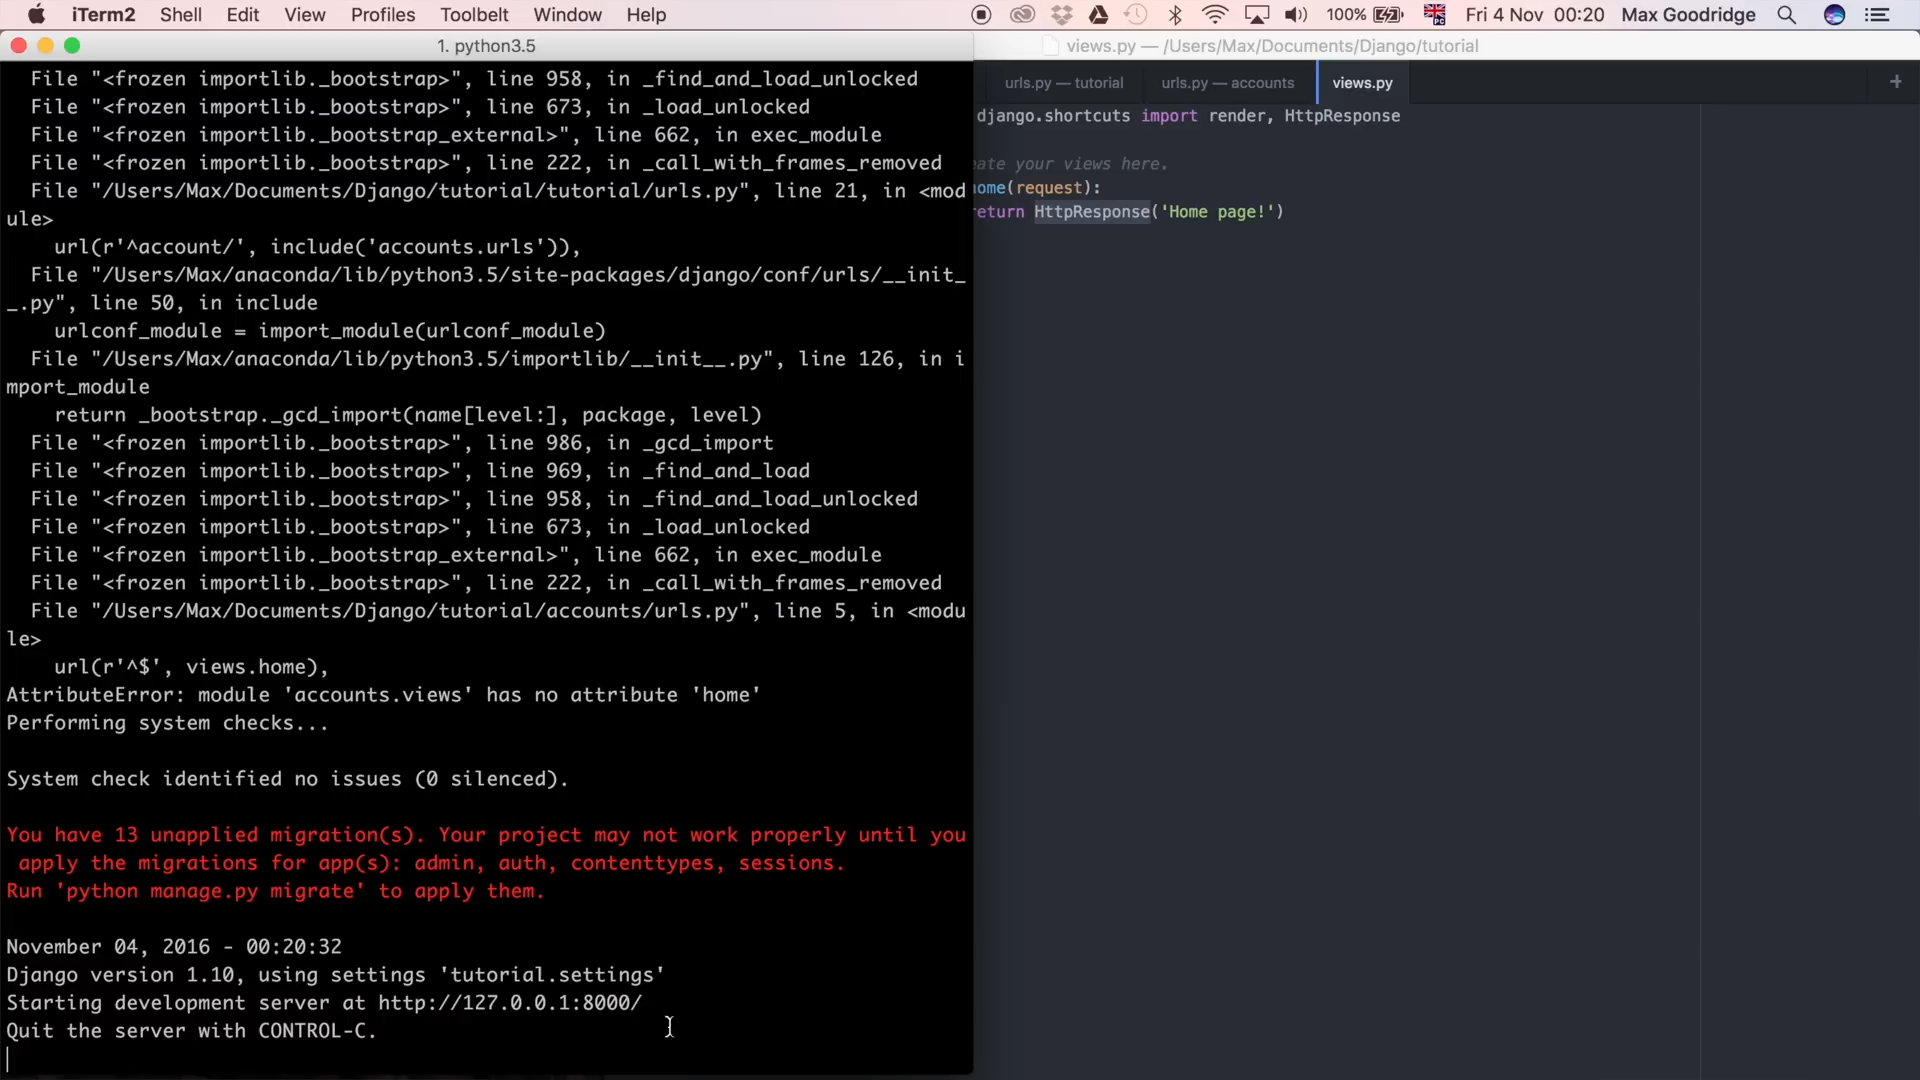 iTerm2 Shell Edit View Profiles Toolbelt Window Help 100% Fri 4 Nov 00:20 Max Goodridge
1. python3.5
File "<frozen importlib._bootstrap>", line 958, in _find_and_load_unlocked
File "<frozen importlib._bootstrap>", line 673, in _load_unlocked
File "<frozen importlib._bootstrap_external>", line 662, in exec_module
File "<frozen importlib._bootstrap>", line 222, in _call_with_frames_removed
File "/Users/Max/Documents/Django/tutorial/tutorial/urls.py", line 21, in <mod
ule>
url(r'^account/', include('accounts.urls')),
File "/Users/Max/anaconda/lib/python3.5/site-packages/django/conf/urls/__init_
_.py", line 50, in include
urlconf_module = import_module(urlconf_module)
File "/Users/Max/anaconda/lib/python3.5/importlib/__init__.py", line 126, in i
mport_module
return _bootstrap._gcd_import(name[level:], package, level)
File "<frozen importlib._bootstrap>", line 986, in _gcd_import
File "<frozen importlib._bootstrap>", line 969, in _find_and_load
File "<frozen importlib._bootstrap>", line 958, in _find_and_load_unlocked
File "<frozen importlib._bootstrap>", line 673, in _load_unlocked
File "<frozen importlib._bootstrap_external>", line 662, in exec_module
File "<frozen importlib._bootstrap>", line 222, in _call_with_frames_removed
File "/Users/Max/Documents/Django/tutorial/accounts/urls.py", line 5, in <modu
le>
url(r'^$', views.home),
AttributeError: module 'accounts.views' has no attribute 'home'
Performing system checks...
System check identified no issues (0 silenced).
You have 13 unapplied migration(s). Your project may not work properly until you
apply the migrations for app(s): admin, auth, contenttypes, sessions.
Run 'python manage.py migrate' to apply them.
November 04, 2016 - 00:20:32
Django version 1.10, using settings 'tutorial.settings'
Starting development server at http://127.0.0.1:8000/
Quit the server with CONTROL-C.
views.py — /Users/Max/Documents/Django/tutorial
urls.py — tutorial urls.py — accounts views.py
django.shortcuts import render, HttpResponse
eate your views here.
ome(request):
eturn HttpResponse('Home page!')